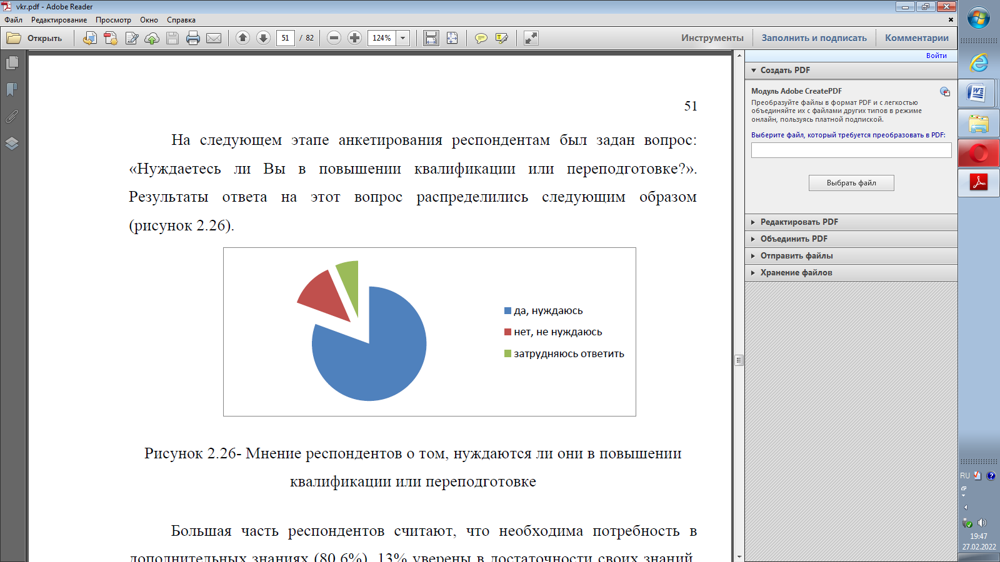 vkr.pdf - Adobe Reader
Файл Редактирование Просмотр Окно Справка
Открыть 51 / 82 124% Инструменты Заполнить и подписать Комментарии
Войти
Создать PDF
Модуль Adobe CreatePDF
Преобразуйте файлы в формат PDF и с легкостью
объединяйте их с файлами других типов в режиме
онлайн, пользуясь платной подпиской.
Выберите файл, который требуется преобразовать в PDF:
Выбрать файл
Редактировать PDF
Объединить PDF
Отправить файлы
Хранение файлов
51
На следующем этапе анкетирования респондентам был задан вопрос:
«Нуждаетесь ли Вы в повышении квалификации или переподготовке?».
Результаты ответа на этот вопрос распределились следующим образом
(рисунок 2.26).
да, нуждаюсь
нет, не нуждаюсь
затрудняюсь ответить
Рисунок 2.26- Мнение респондентов о том, нуждаются ли они в повышении
квалификации или переподготовке
Большая часть респондентов считают, что необходима потребность в
дополнительных знаниях (80,6%), 13% уверены в достаточности своих знаний,
RU
19:47
27.02.2022